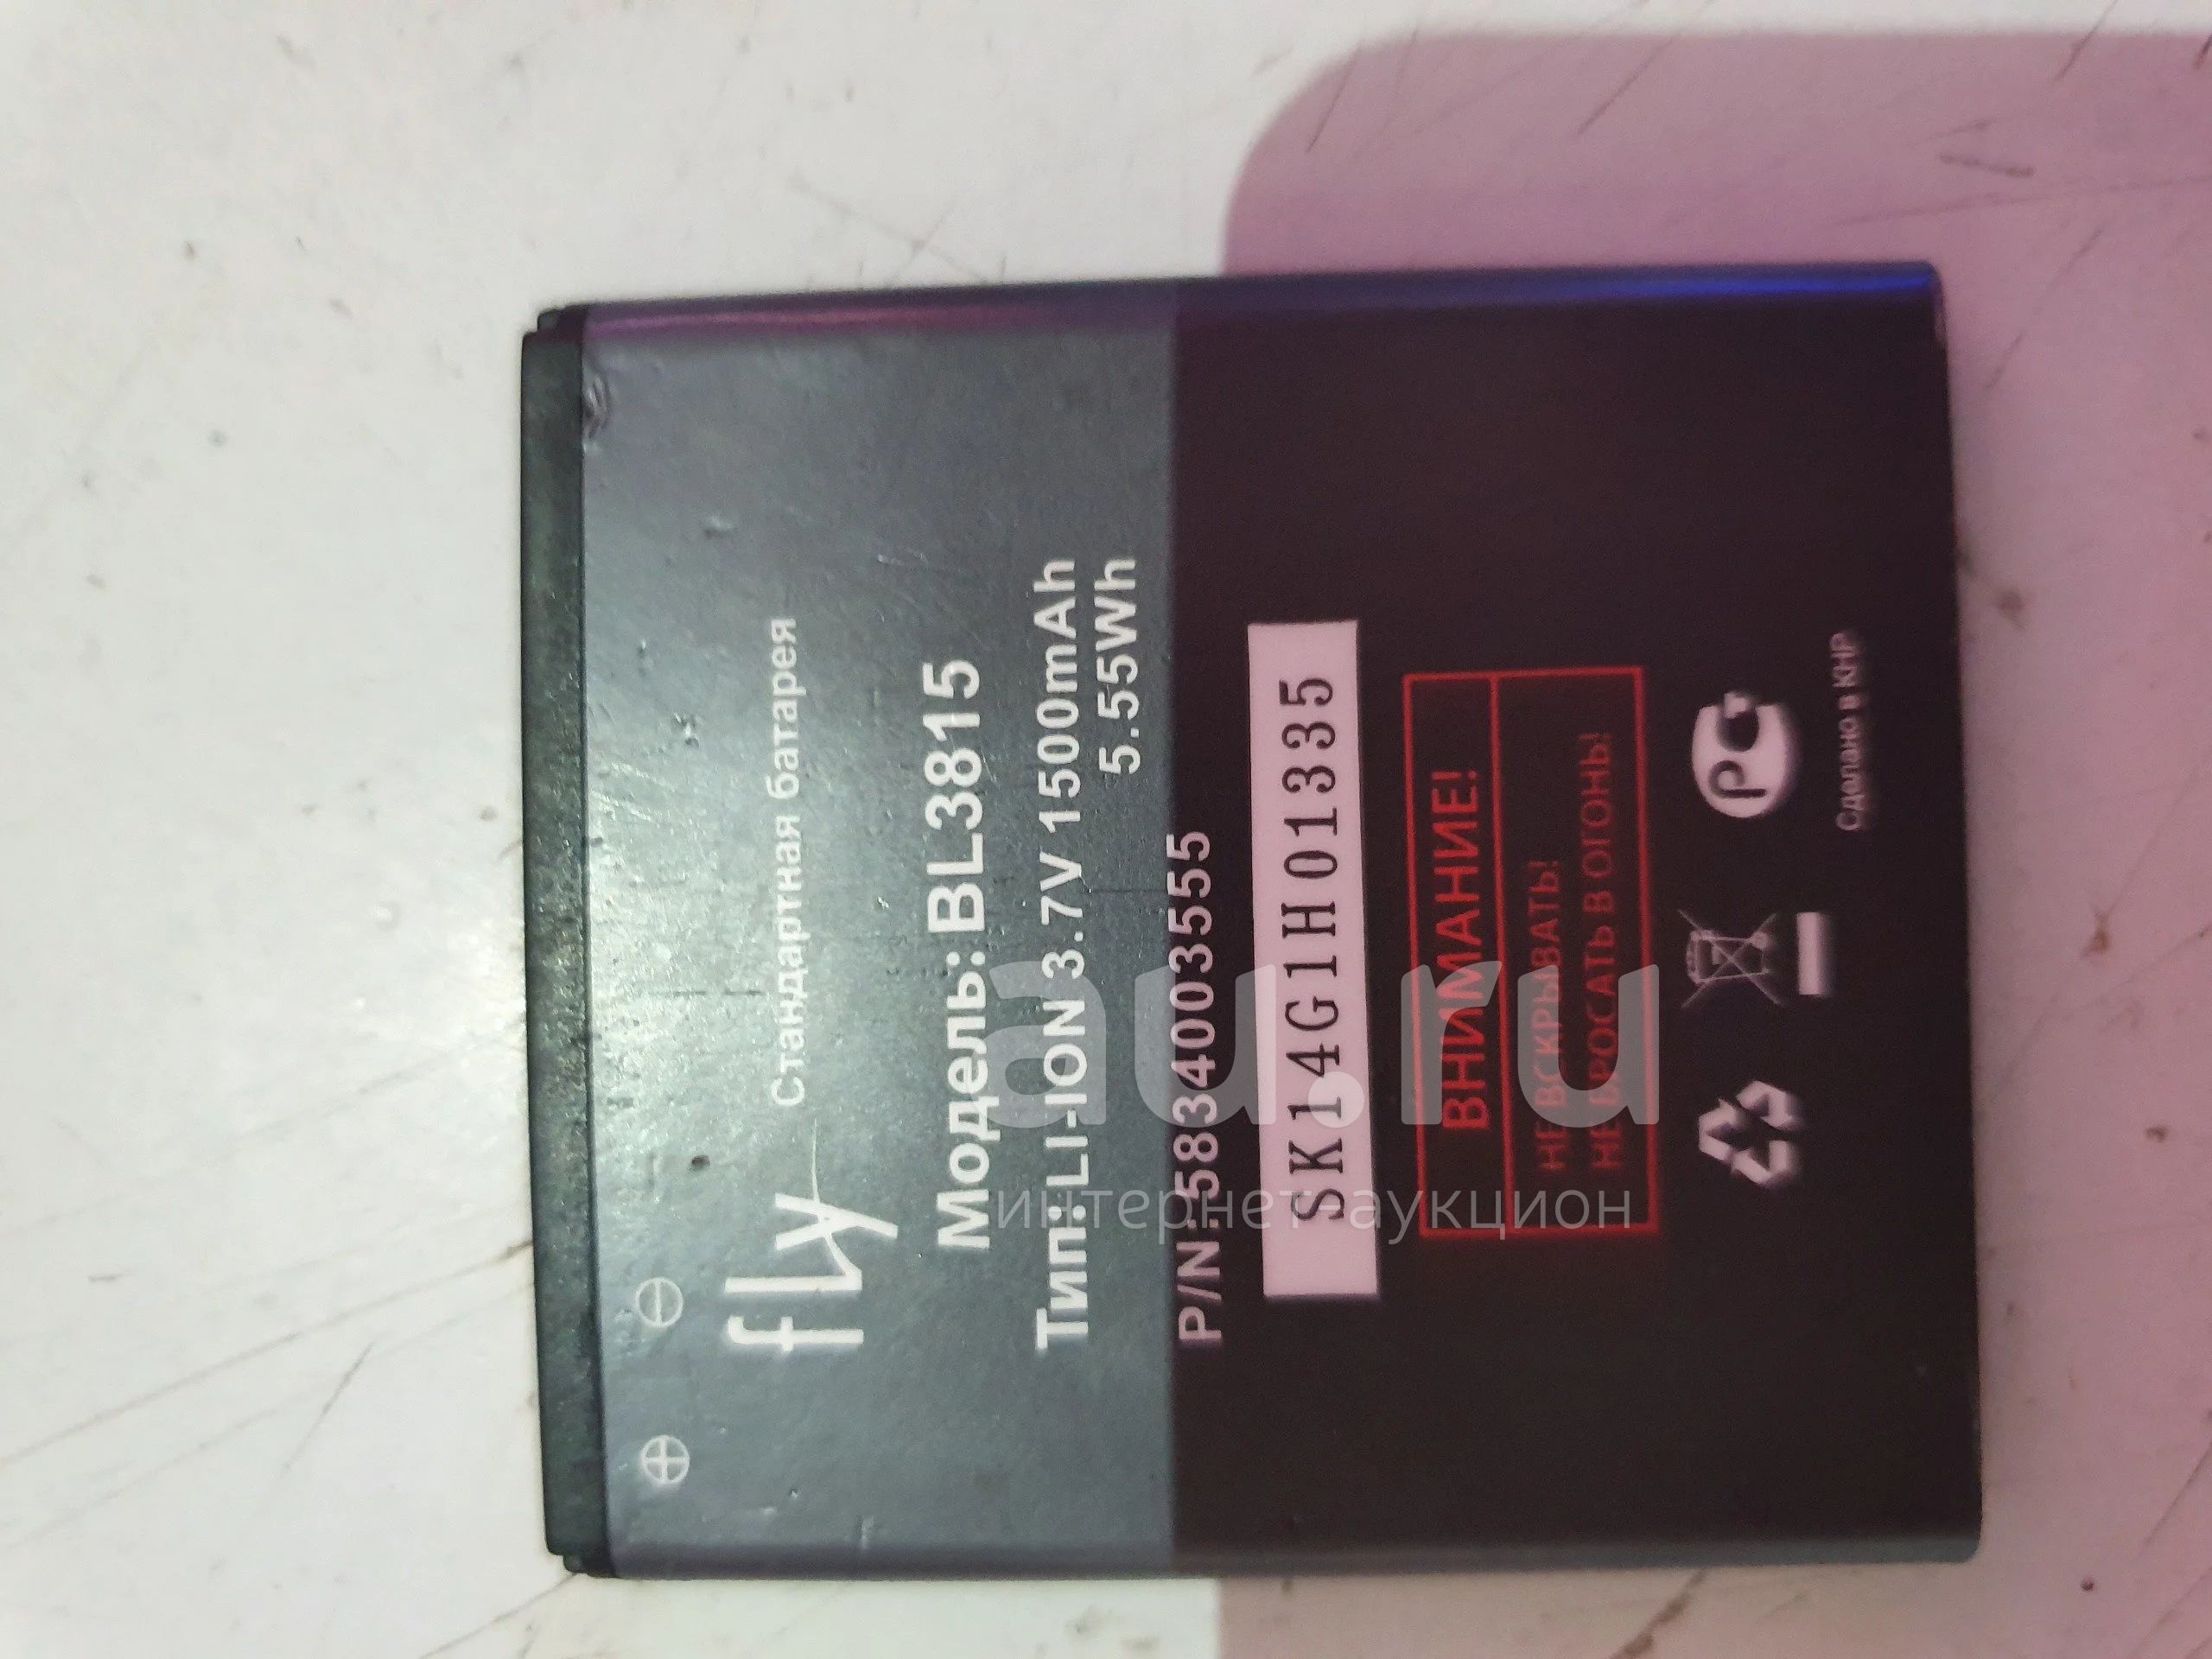 fly Стандартная батарея
Модель: BL3815
Тип: LI-ION 3.7V 1500mAh
5.55Wh
P/N: 5834003555
SK14G1H01335
ВНИМАНИЕ!
НЕ ВСКРЫВАТЬ!
НЕ БРОСАТЬ В ОГОНЬ!
РСТ
Сделано в КНР
au.ru
интернет аукцион